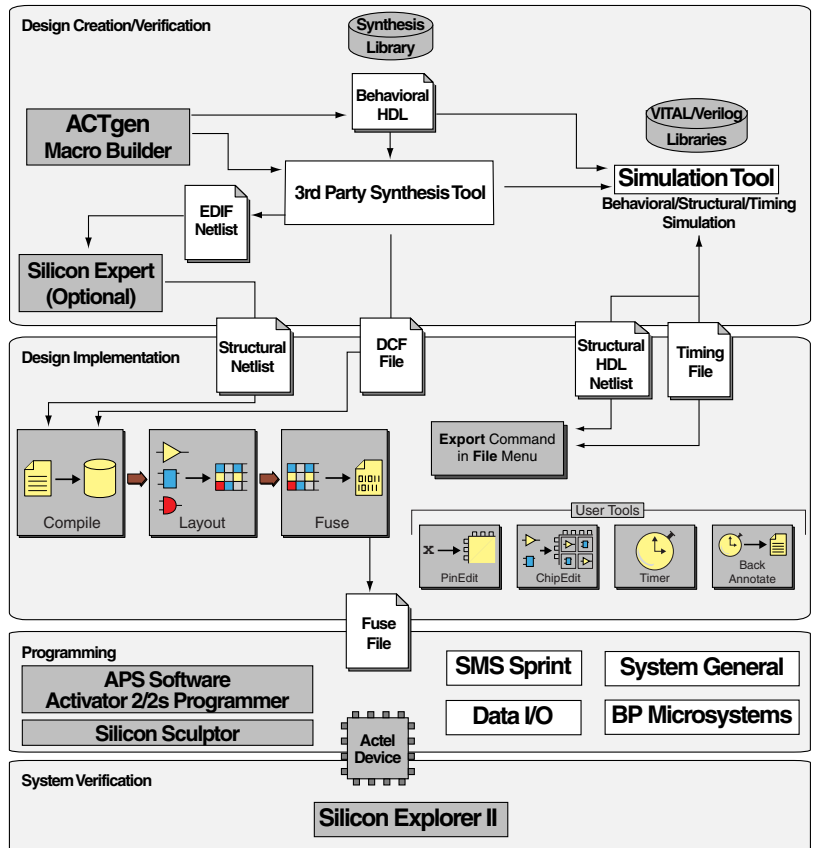 Design Creation/Verification
Synthesis
Library
Behavioral
HDL
ACTgen
Macro Builder
VITAL/Verilog
Libraries
3rd Party Synthesis Tool
Simulation Tool
Behavioral/Structural/Timing
Simulation
EDIF
Netlist
Silicon Expert
(Optional)
Design Implementation
Structural
Netlist
DCF
File
Structural
HDL
Netlist
Timing
File
Export Command
in File Menu
01011
10111
Compile
Layout
Fuse
User Tools
x
PinEdit
ChipEdit
Timer
Back
Annotate
Fuse
File
Programming
APS Software
Activator 2/2s Programmer
Silicon Sculptor
SMS Sprint
System General
Data I/O
BP Microsystems
Actel
Device
System Verification
Silicon Explorer II